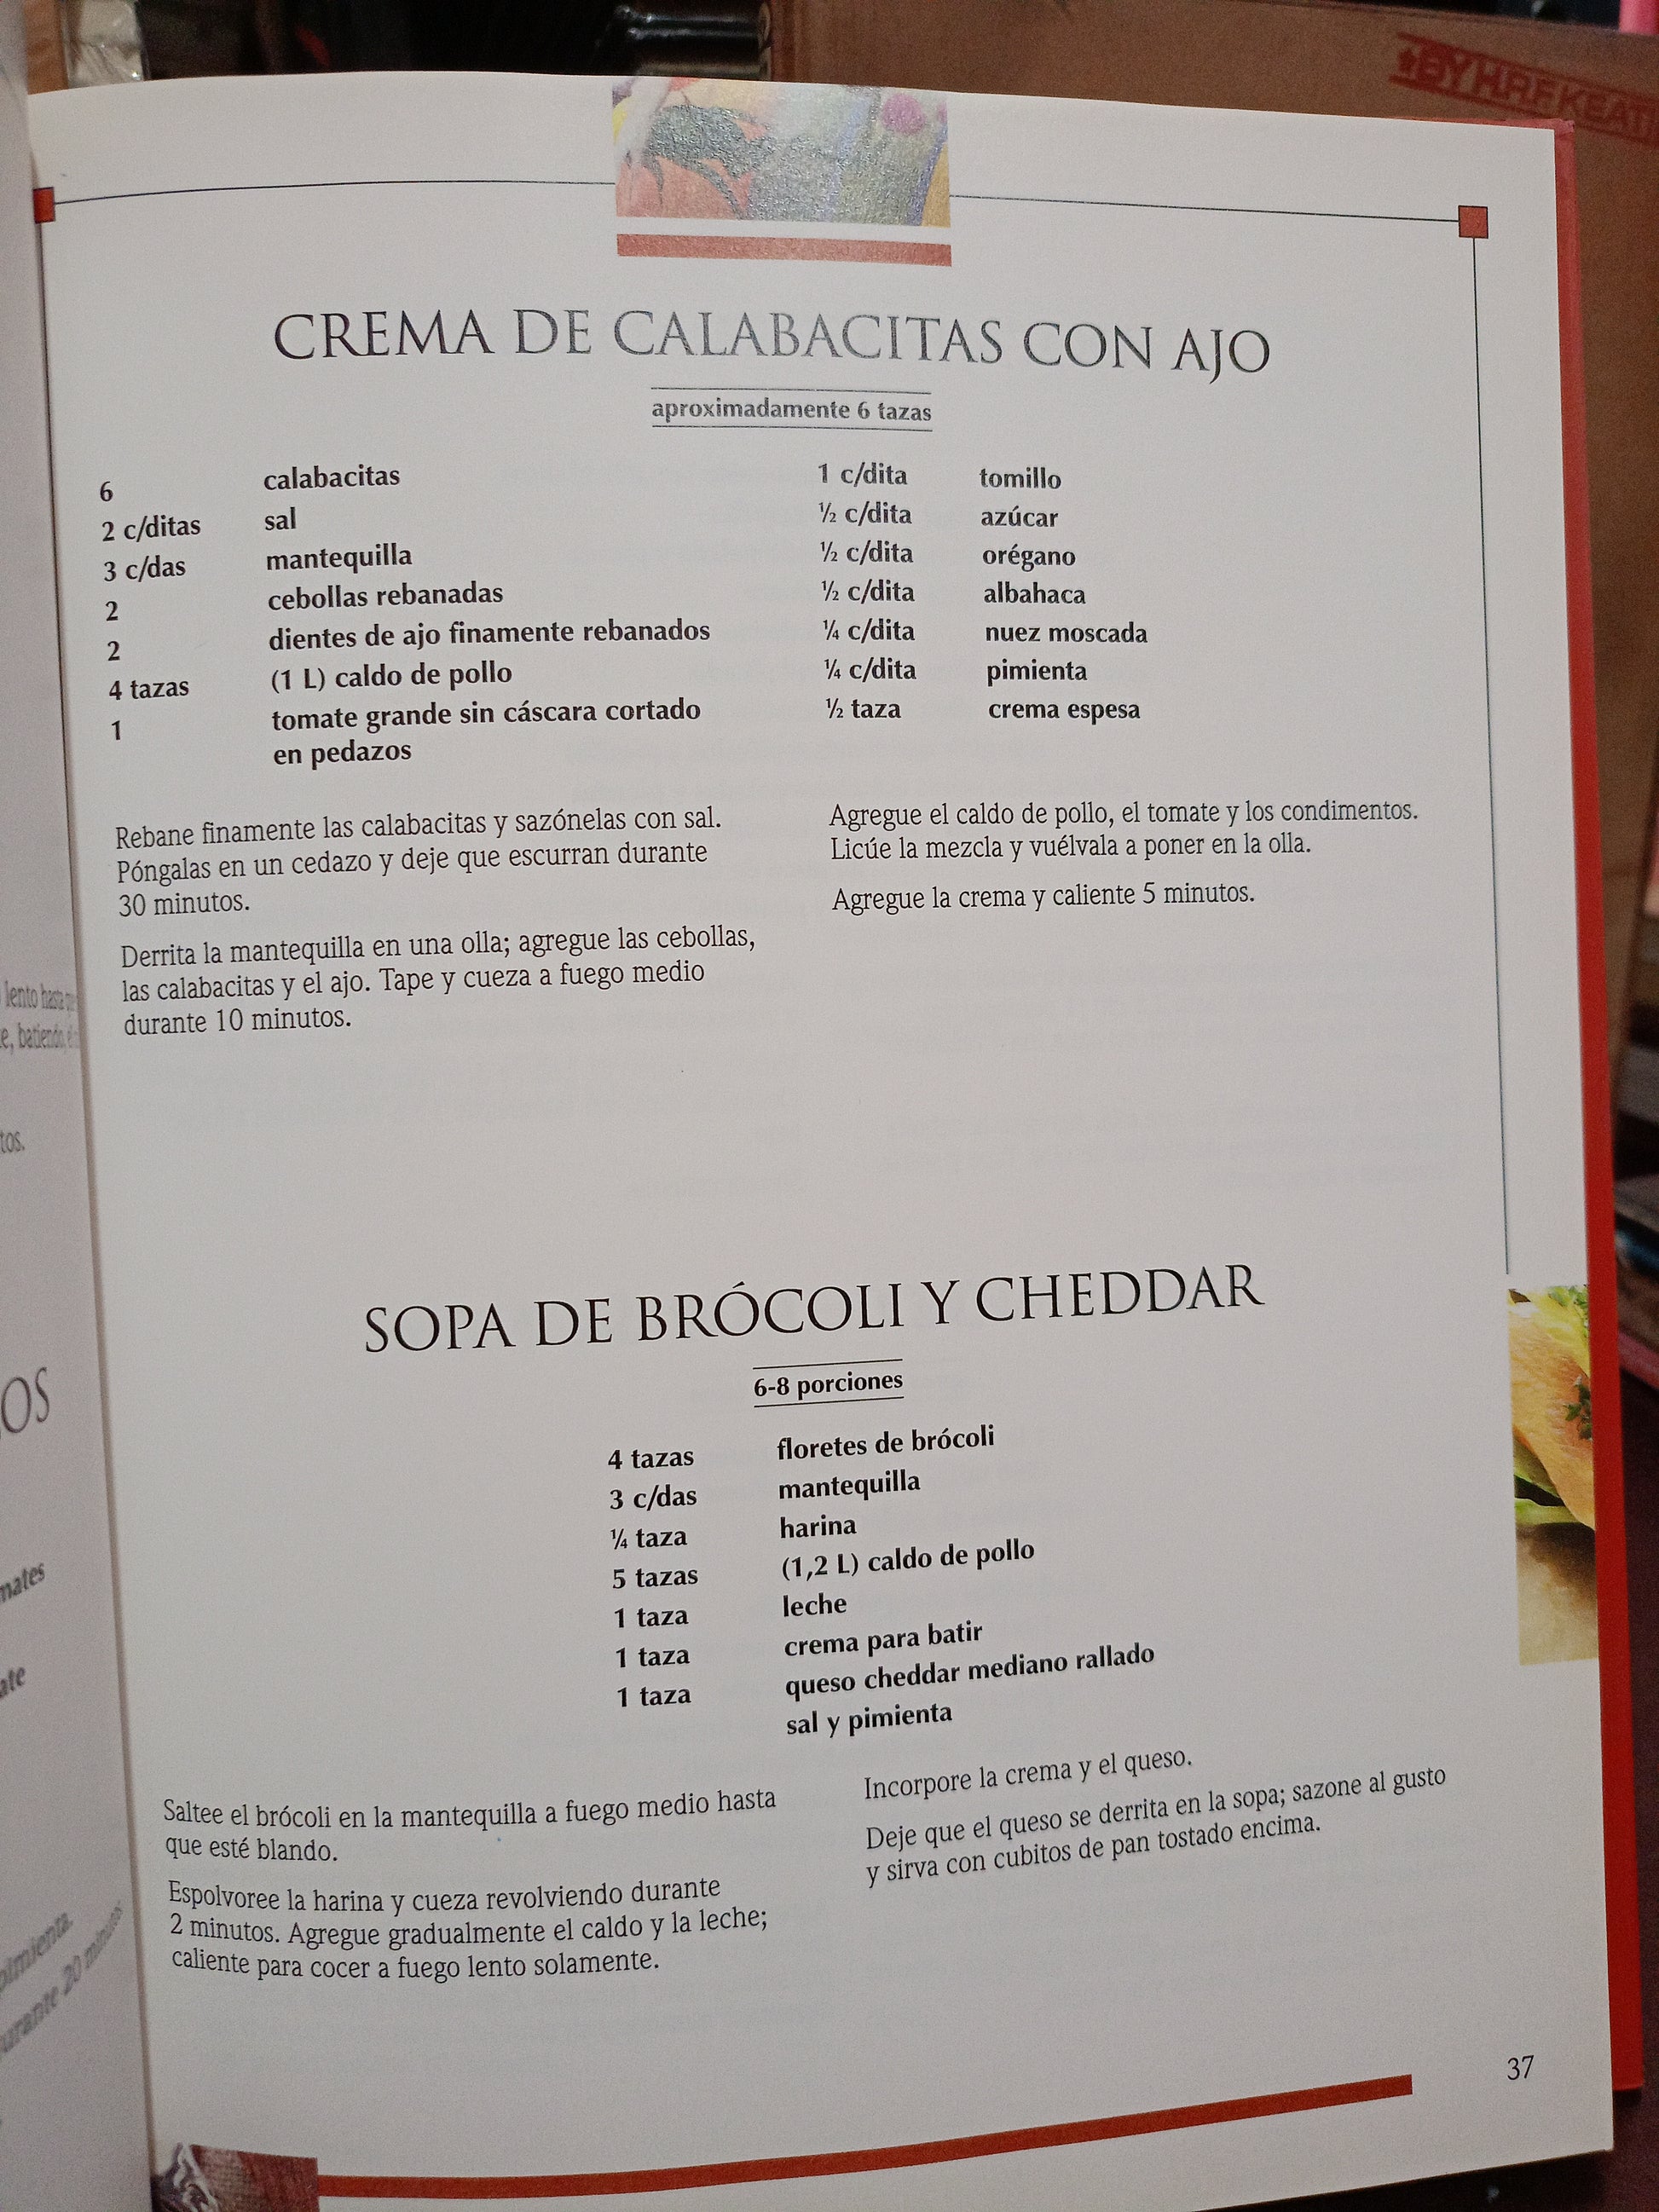 CREMA DE CALABACITAS CON AJO
aproximadamente 6 tazas
6 calabacitas
2 c/ditas sal
3 c/das mantequilla
2 cebollas rebanadas
2 dientes de ajo finamente rebanados
4 tazas (1 L) caldo de pollo
1 tomate grande sin cáscara cortado
en pedazos
1 c/dita tomillo
½ c/dita azúcar
½ c/dita orégano
½ c/dita albahaca
¼ c/dita nuez moscada
¼ c/dita pimienta
½ taza crema espesa
Rebane finamente las calabacitas y sazónelas con sal.
Póngalas en un cedazo y deje que escurran durante
30 minutos.
Derrita la mantequilla en una olla; agregue las cebollas,
las calabacitas y el ajo. Tape y cueza a fuego medio
durante 10 minutos.
Agregue el caldo de pollo, el tomate y los condimentos.
Licúe la mezcla y vuélvala a poner en la olla.
Agregue la crema y caliente 5 minutos.
SOPA DE BRÓCOLI Y CHEDDAR
6-8 porciones
4 tazas floretes de brócoli
3 c/das mantequilla
¼ taza harina
5 tazas (1,2 L) caldo de pollo
1 taza leche
1 taza crema para batir
1 taza queso cheddar mediano rallado
sal y pimienta
Saltee el brócoli en la mantequilla a fuego medio hasta
que esté blando.
Espolvoree la harina y cueza revolviendo durante
2 minutos. Agregue gradualmente el caldo y la leche;
caliente para cocer a fuego lento solamente.
Incorpore la crema y el queso.
Deje que el queso se derrita en la sopa; sazone al gusto
y sirva con cubitos de pan tostado encima.
37
lento hasta
batiendo
20 minutos